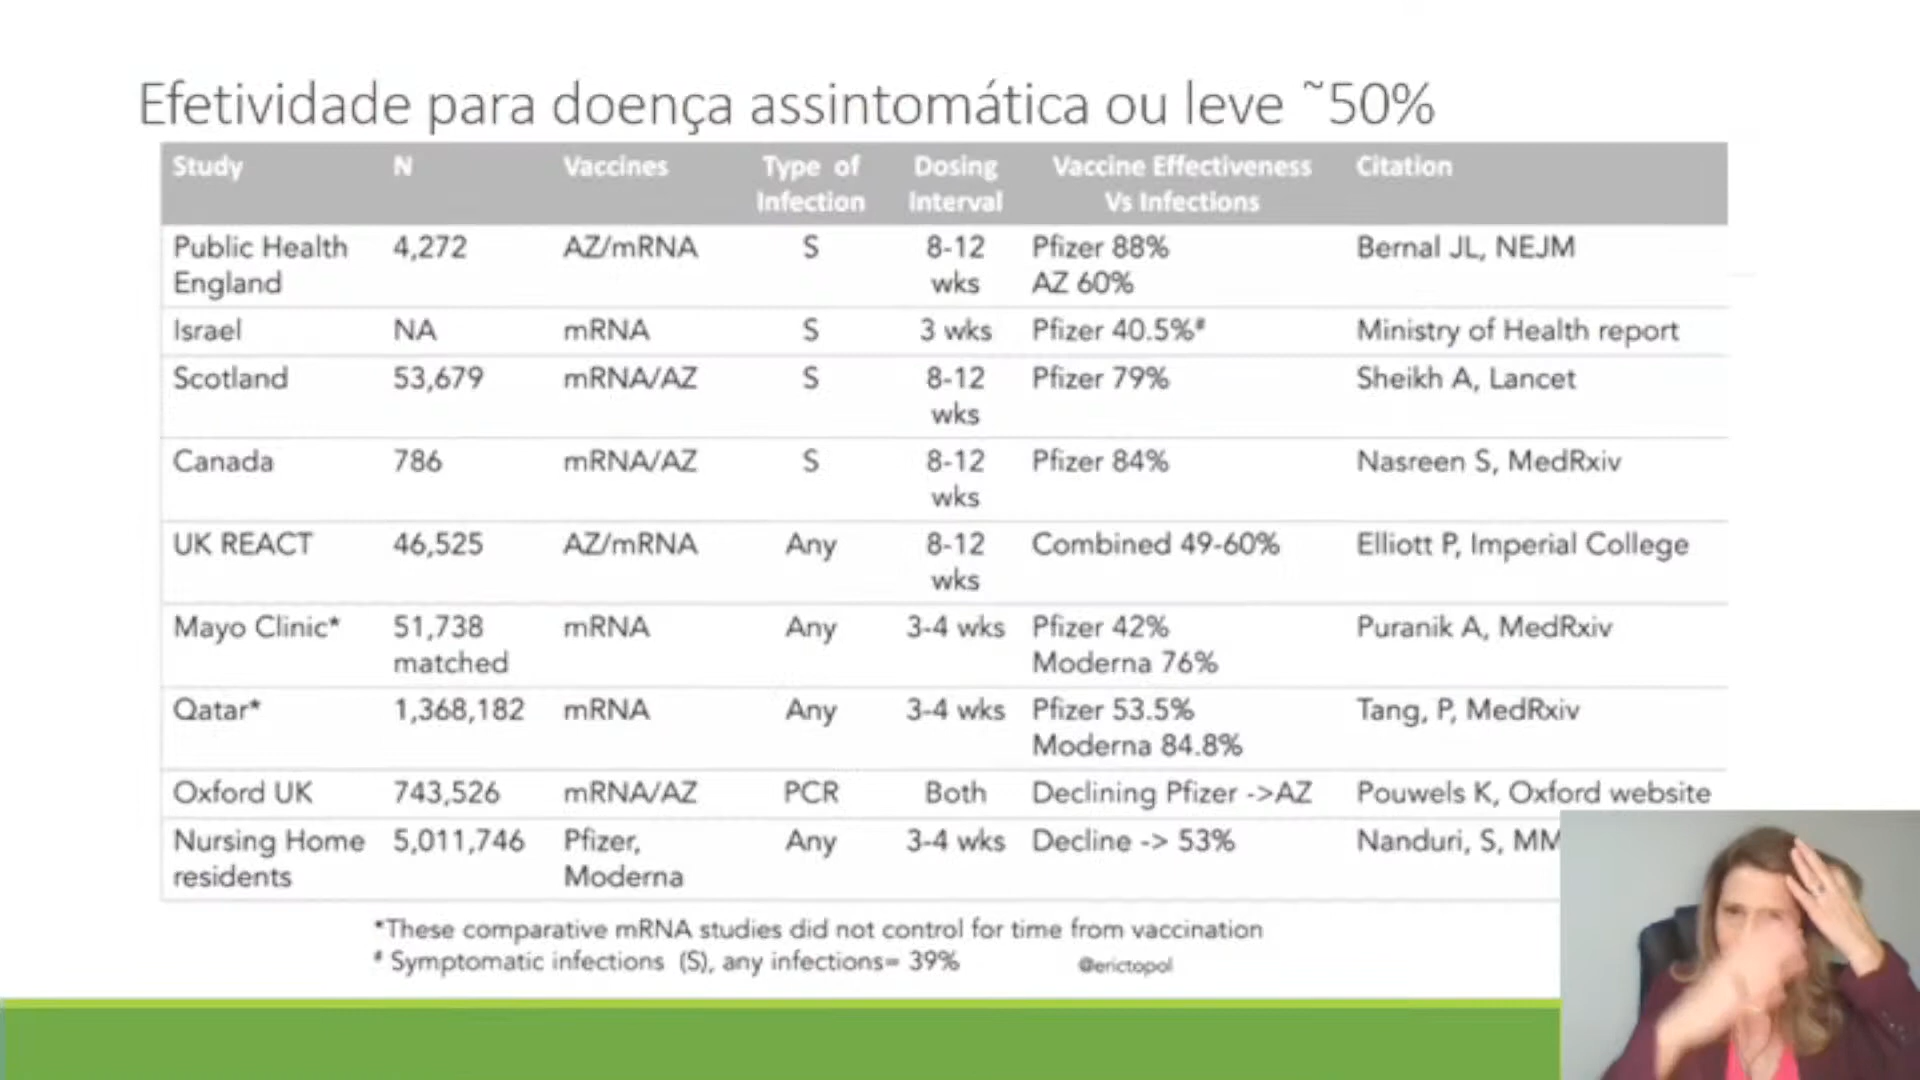 Efetividade para doença assintomática ou leve ~50%
Study N Vaccines Type of Infection Dosing Interval Vaccine Effectiveness Vs Infections Citation
Public Health England 4,272 AZ/mRNA S 8-12 wks Pfizer 88% AZ 60% Bernal JL, NEJM
Israel NA mRNA S 3 wks Pfizer 40.5%# Ministry of Health report
Scotland 53,679 mRNA/AZ S 8-12 wks Pfizer 79% Sheikh A, Lancet
Canada 786 mRNA/AZ S 8-12 wks Pfizer 84% Nasreen S, MedRxiv
UK REACT 46,525 AZ/mRNA Any 8-12 wks Combined 49-60% Elliott P, Imperial College
Mayo Clinic* 51,738 matched mRNA Any 3-4 wks Pfizer 42% Moderna 76% Puranik A, MedRxiv
Qatar* 1,368,182 mRNA Any 3-4 wks Pfizer 53.5% Moderna 84.8% Tang, P, MedRxiv
Oxford UK 743,526 mRNA/AZ PCR Both Declining Pfizer ->AZ Pouwels K, Oxford website
Nursing Home residents 5,011,746 Pfizer, Moderna Any 3-4 wks Decline -> 53% Nanduri, S, MM
*These comparative mRNA studies did not control for time from vaccination
# Symptomatic infections (S), any infections= 39% @erictopol